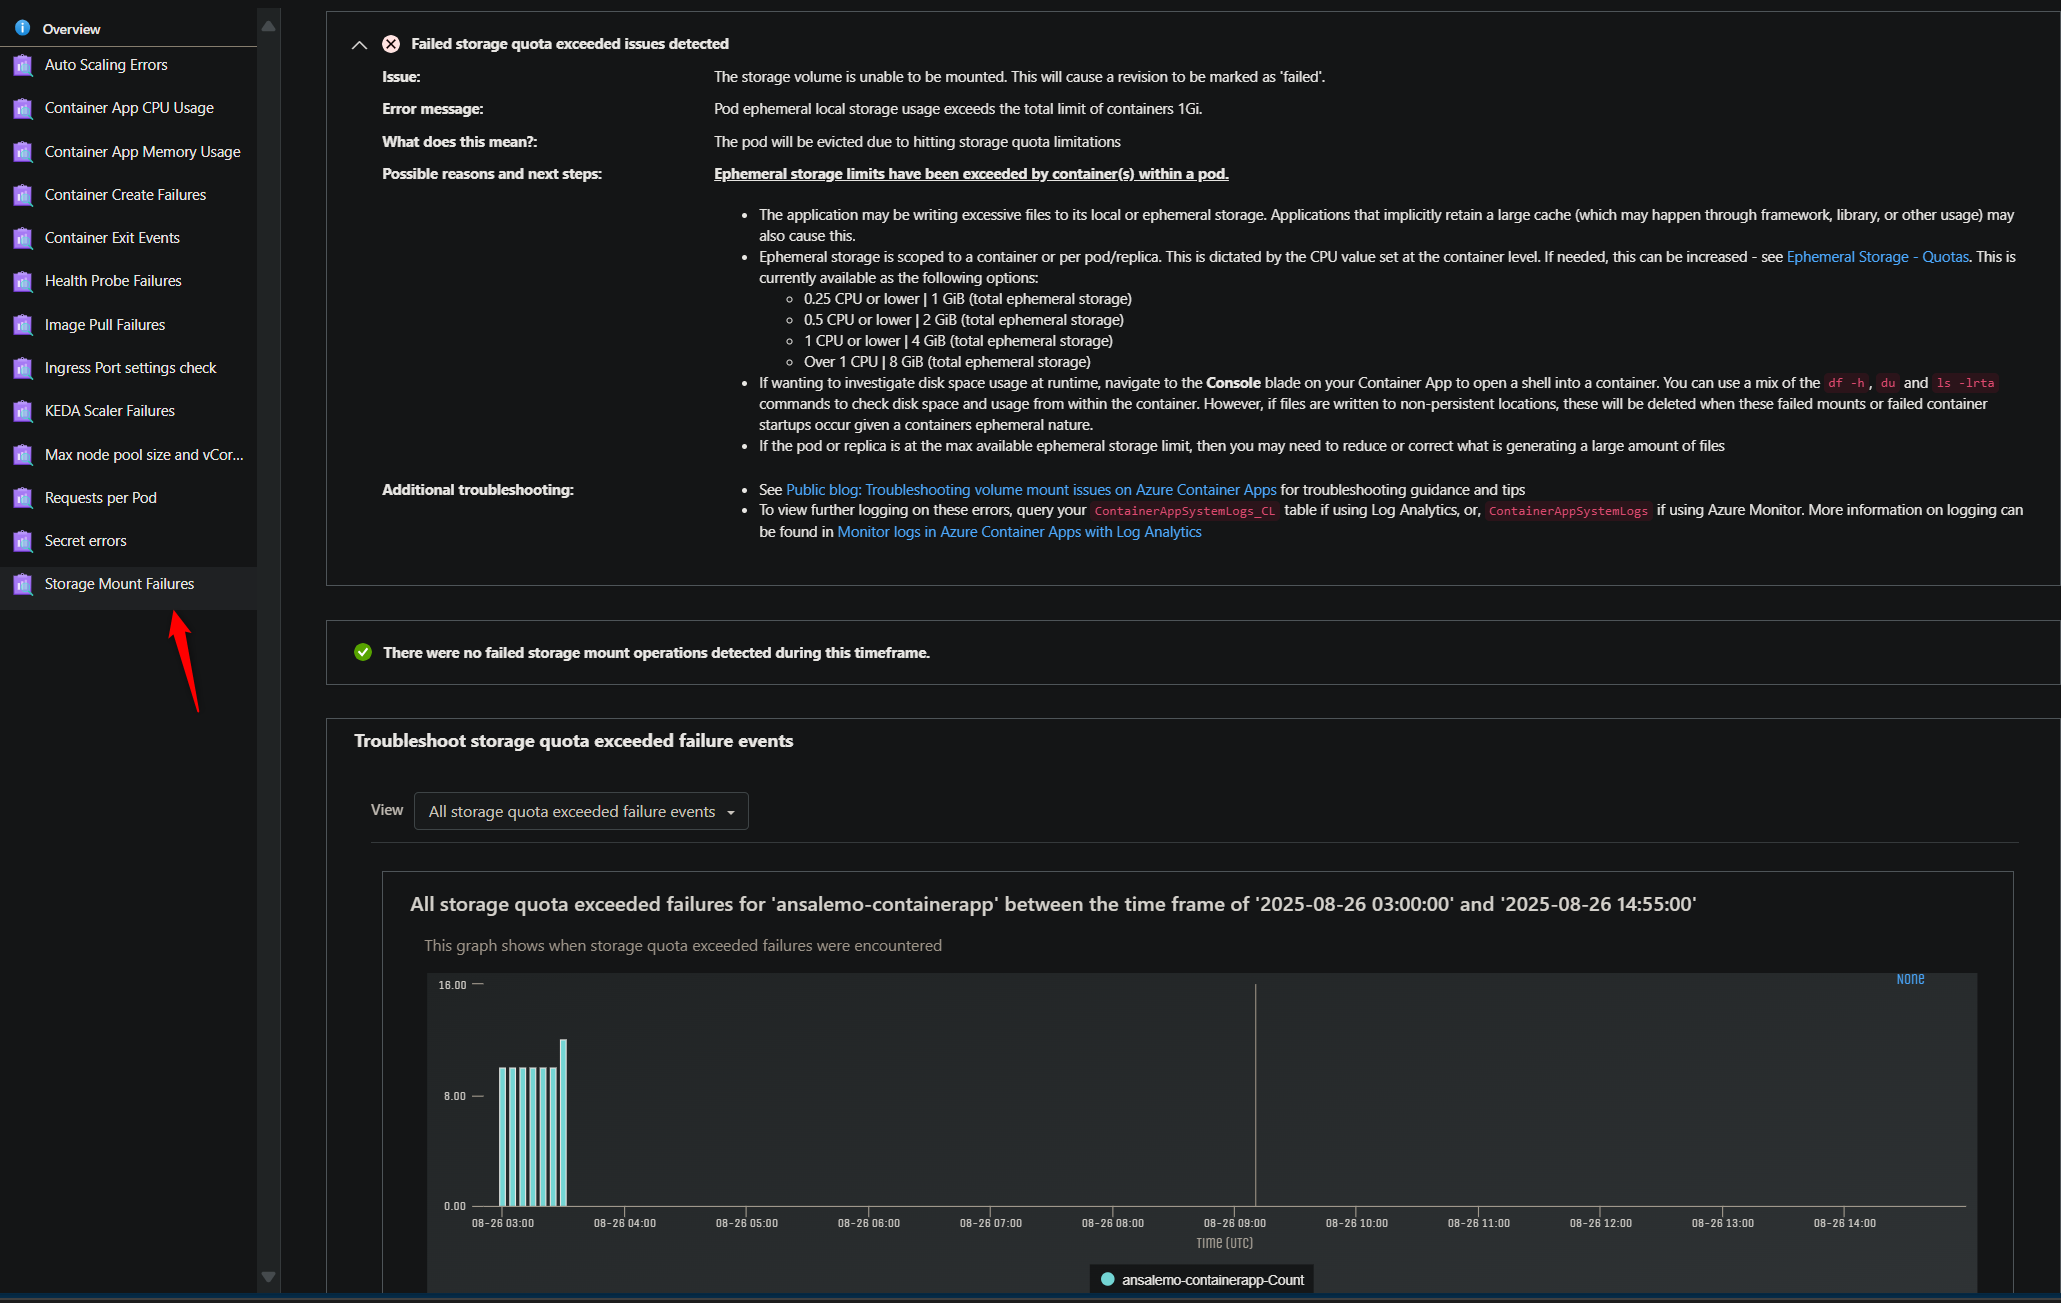 Overview
Auto Scaling Errors
Container App CPU Usage
Container App Memory Usage
Container Create Failures
Container Exit Events
Health Probe Failures
Image Pull Failures
Ingress Port settings check
KEDA Scaler Failures
Max node pool size and vCor...
Requests per Pod
Secret errors
Storage Mount Failures
Failed storage quota exceeded issues detected
Issue:
The storage volume is unable to be mounted. This will cause a revision to be marked as 'failed'.
Error message:
Pod ephemeral local storage usage exceeds the total limit of containers 1Gi.
What does this mean?:
The pod will be evicted due to hitting storage quota limitations
Possible reasons and next steps:
Ephemeral storage limits have been exceeded by container(s) within a pod.
The application may be writing excessive files to its local or ephemeral storage. Applications that implicitly retain a large cache (which may happen through framework, library, or other usage) may
also cause this.
Ephemeral storage is scoped to a container or per pod/replica. This is dictated by the CPU value set at the container level. If needed, this can be increased - see Ephemeral Storage - Quotas. This is
currently available as the following options:
0.25 CPU or lower | 1 GiB (total ephemeral storage)
0.5 CPU or lower | 2 GiB (total ephemeral storage)
1 CPU or lower | 4 GiB (total ephemeral storage)
Over 1 CPU | 8 GiB (total ephemeral storage)
If wanting to investigate disk space usage at runtime, navigate to the Console blade on your Container App to open a shell into a container. You can use a mix of the df -h, du and ls -lrta
commands to check disk space and usage from within the container. However, if files are written to non-persistent locations, these will be deleted when these failed mounts or failed container
startups occur given a containers ephemeral nature.
If the pod or replica is at the max available ephemeral storage limit, then you may need to reduce or correct what is generating a large amount of files
Additional troubleshooting:
See Public blog: Troubleshooting volume mount issues on Azure Container Apps for troubleshooting guidance and tips
To view further logging on these errors, query your ContainerAppSystemLogs_CL table if using Log Analytics, or, ContainerAppSystemLogs if using Azure Monitor. More information on logging can
be found in Monitor logs in Azure Container Apps with Log Analytics
There were no failed storage mount operations detected during this timeframe.
Troubleshoot storage quota exceeded failure events
View
All storage quota exceeded failure events
All storage quota exceeded failures for 'ansalemo-containerapp' between the time frame of '2025-08-26 03:00:00' and '2025-08-26 14:55:00'
This graph shows when storage quota exceeded failures were encountered
None
16.00
8.00
0.00
08-26 03:00
08-26 04:00
08-26 05:00
08-26 06:00
08-26 07:00
08-26 08:00
08-26 09:00
08-26 10:00
08-26 11:00
08-26 12:00
08-26 13:00
08-26 14:00
Time (UTC)
ansalemo-containerapp-Count